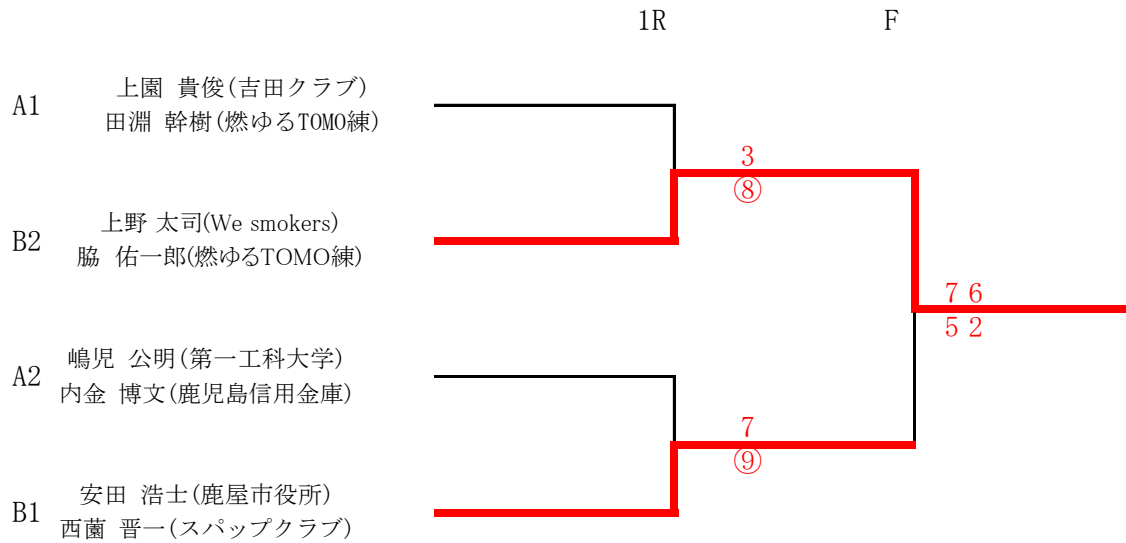 1R F
A1
上園 貴俊(吉田クラブ)
田淵 幹樹(燃ゆるTOMO練)
3
⑧
B2
上野 太司(We smokers)
脇 佑一郎(燃ゆるTOMO練)
7 6
5 2
A2
嶋児 公明(第一工科大学)
内金 博文(鹿児島信用金庫)
7
⑨
B1
安田 浩士(鹿屋市役所)
西薗 晋一(スパップクラブ)